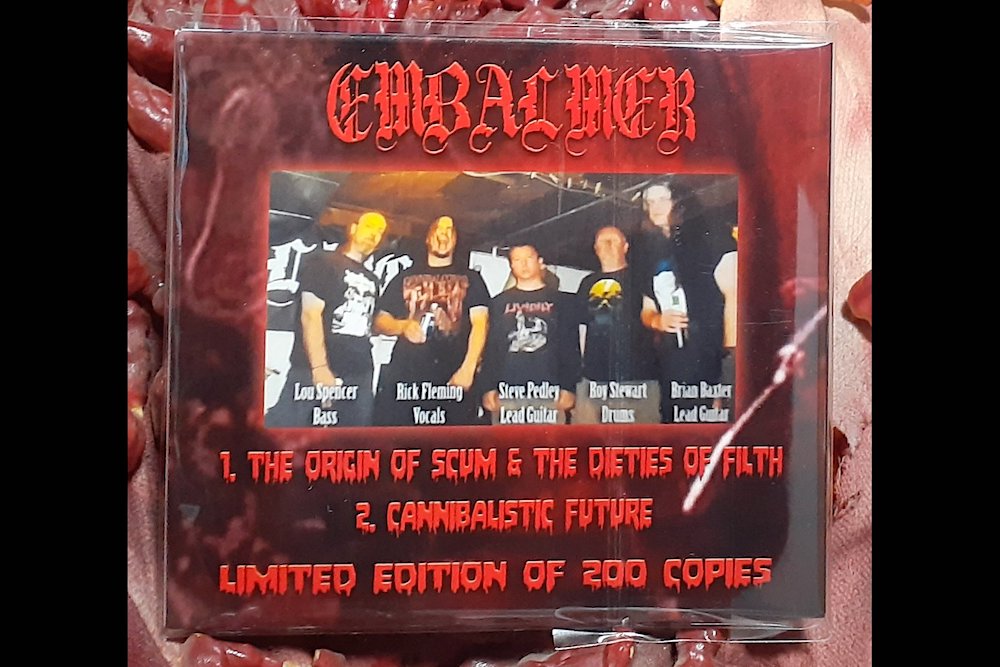 EMBALMER
Lou Spencer
Bass
Rick Fleming
Vocals
Steve Pedley
Lead Guitar
Roy Stewart
Drums
Brian Baxter
Lead Guitar
1. THE ORIGIN OF SCUM & THE DIETIES OF FILTH
2. CANNIBALISTIC FUTURE
LIMITED EDITION OF 200 COPIES